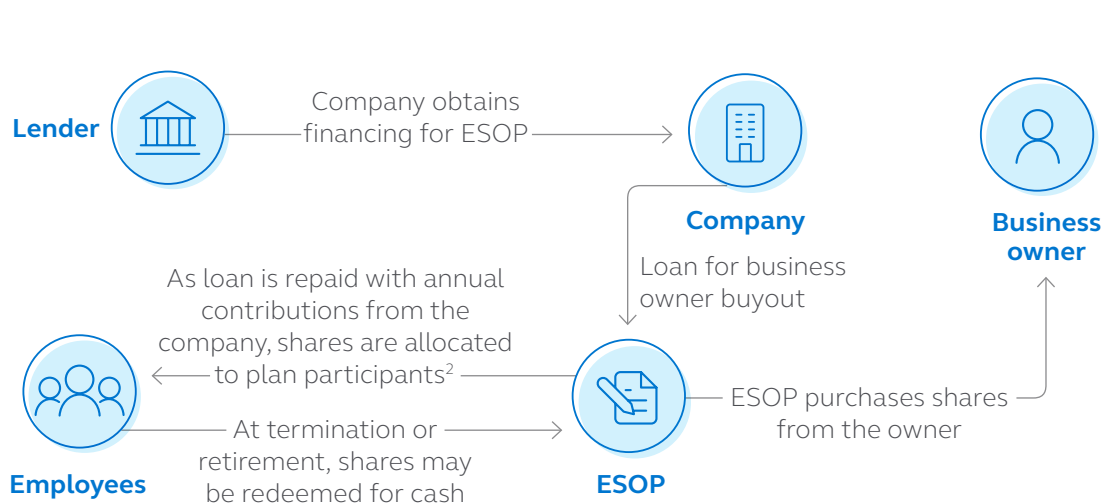 Lender
Company obtains
financing for ESOP
Company
Business
owner
Loan for business
owner buyout
As loan is repaid with annual
contributions from the
company, shares are allocated
to plan participants²
ESOP purchases shares
from the owner
At termination or
retirement, shares may
be redeemed for cash
Employees
ESOP